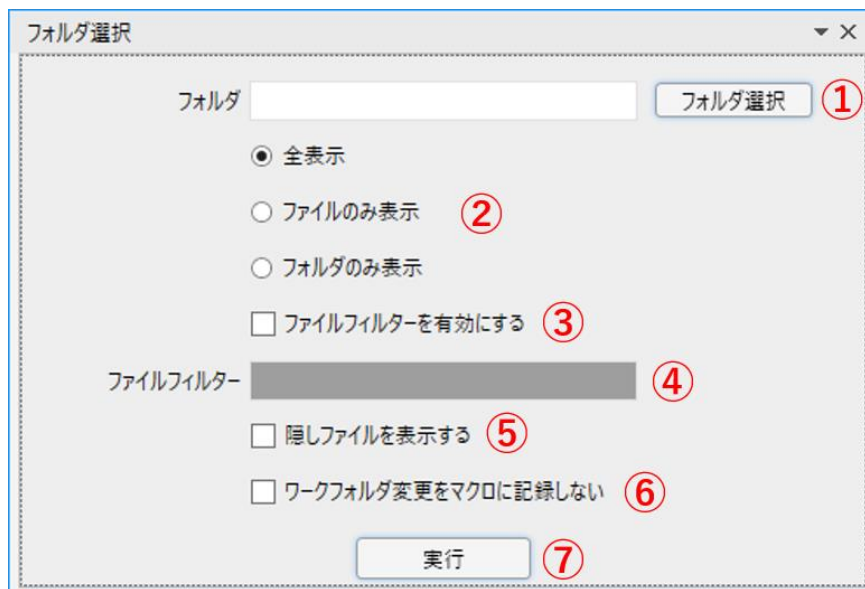 フォルダ選択
フォルダ フォルダ選択 ①
全表示
ファイルのみ表示 ②
フォルダのみ表示
ファイルフィルターを有効にする ③
ファイルフィルター ④
隠しファイルを表示する ⑤
ワークフォルダ変更をマクロに記録しない ⑥
実行 ⑦